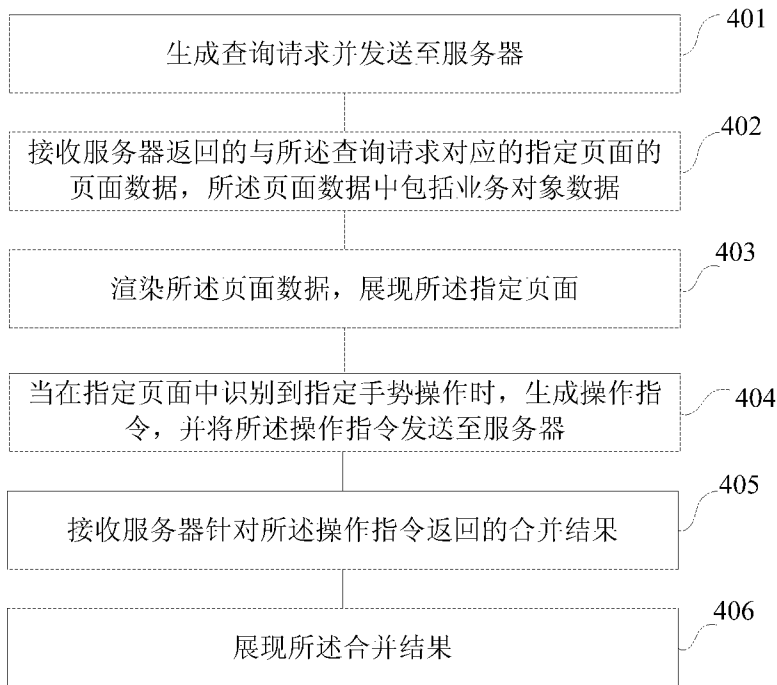 401
生成查询请求并发送至服务器
402
接收服务器返回的与所述查询请求对应的指定页面的
页面数据，所述页面数据中包括业务对象数据
403
渲染所述页面数据，展现所述指定页面
当在指定页面中识别到指定手势操作时，生成操作指
令，并将所述操作指令发送至服务器
404
405
接收服务器针对所述操作指令返回的合并结果
406
展现所述合并结果